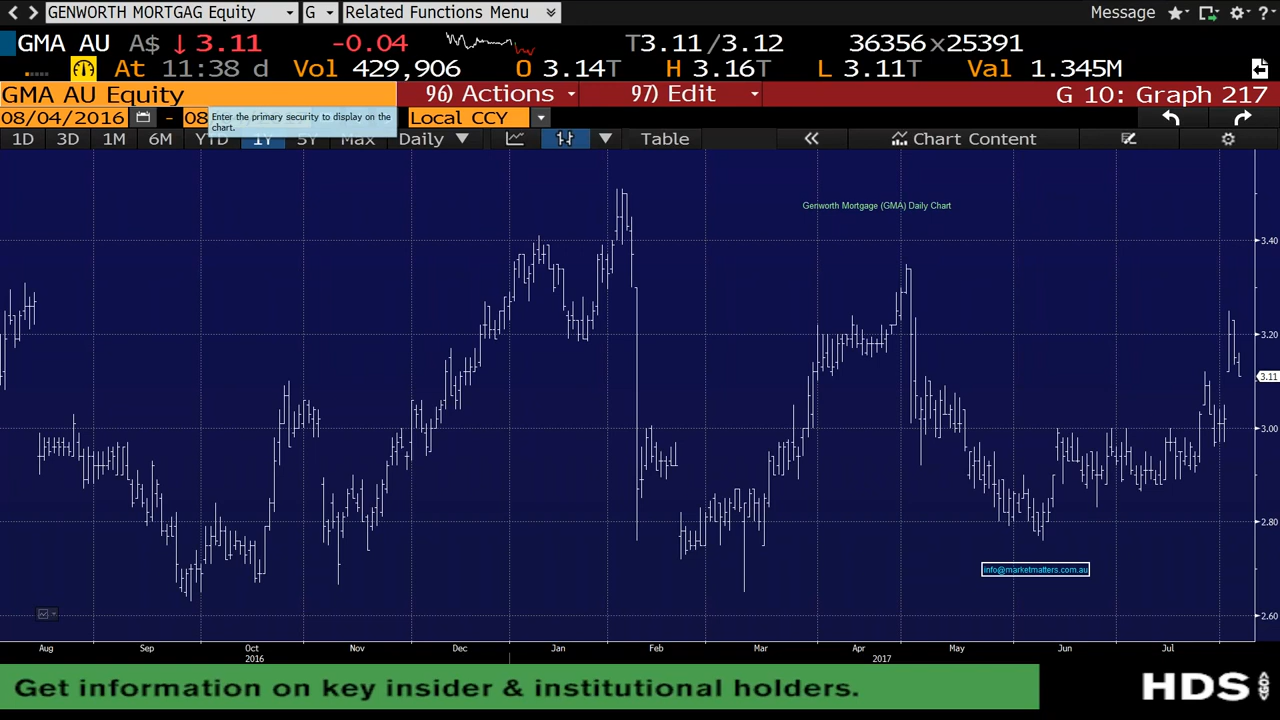 GENWORTH MORTGAG Equity G Related Functions Menu Message
GMA AU A$ ↓ 3.11 -0.04 T3.11/3.12 36356x25391
At 11:38 d Vol 429,906 O 3.14T H 3.16T L 3.11T Val 1.345M
GMA AU Equity 96) Actions 97) Edit G 10: Graph 217
08/04/2016 - 08 Local CCY
Enter the primary security to display on the
chart.
1D 3D 1M 6M YTD 1Y 5Y Max Daily Table Chart Content
Genworth Mortgage (GMA) Daily Chart
3.40
3.20
3.11
3.00
2.80
info@marketmatters.com.au
2.60
Aug Sep Oct Nov Dec Jan Feb Mar Apr May Jun Jul
2016 2017
Get information on key insider & institutional holders.
HDS GO